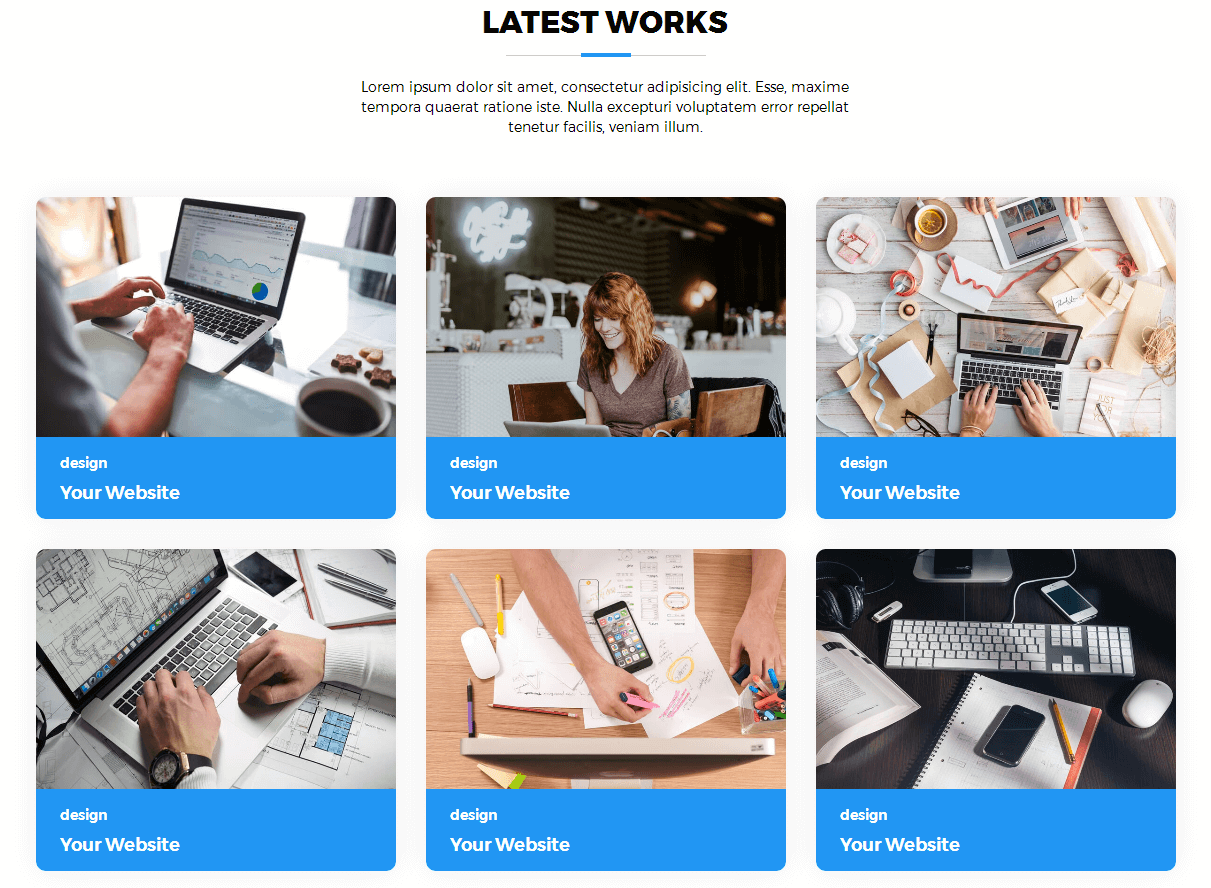 LATEST WORKS
Lorem ipsum dolor sit amet, consectetur adipisicing elit. Esse, maxime
tempora quaerat ratione iste. Nulla excepturi voluptatem error repellat
tenetur facilis, veniam illum.
design
Your Website
design
Your Website
design
Your Website
design
Your Website
design
Your Website
design
Your Website